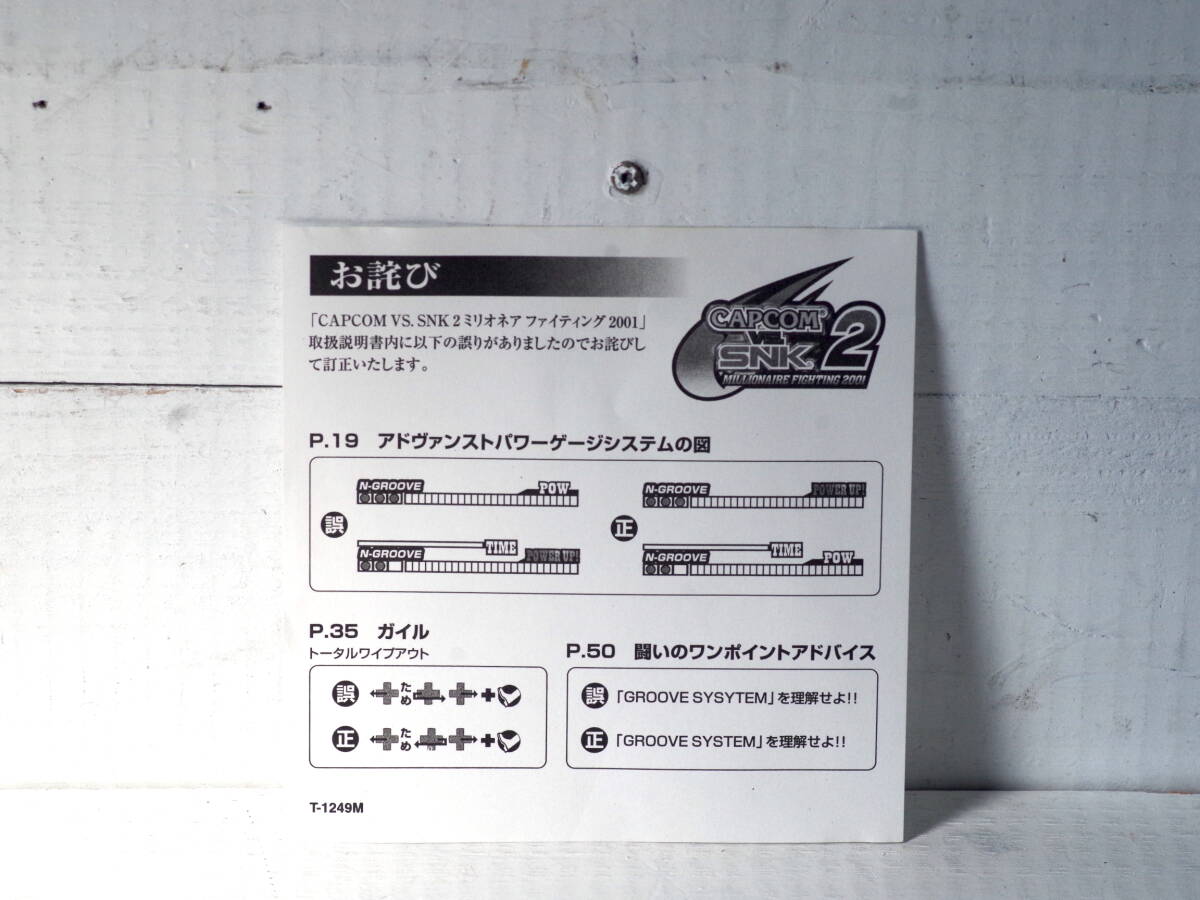 お詫び
「CAPCOM VS. SNK 2 ミリオネア ファイティング 2001」
取扱説明書内に以下の誤りがありましたのでお詫びし
て訂正いたします。
CAPCOM
VS.
SNK 2
MILLIONAIRE FIGHTING 2001
P.19 アドヴァンストパワーゲージシステムの図
誤
N-GROOVE POW
TIME
N-GROOVE POWER UP!
正
N-GROOVE POWER UP!
TIME
N-GROOVE POW
P.35 ガイル
トータルワイプアウト
誤 ため +
正 ため +
P.50 闘いのワンポイントアドバイス
誤 「GROOVE SYSYTEM」を理解せよ!!
正 「GROOVE SYSTEM」を理解せよ!!
T-1249M